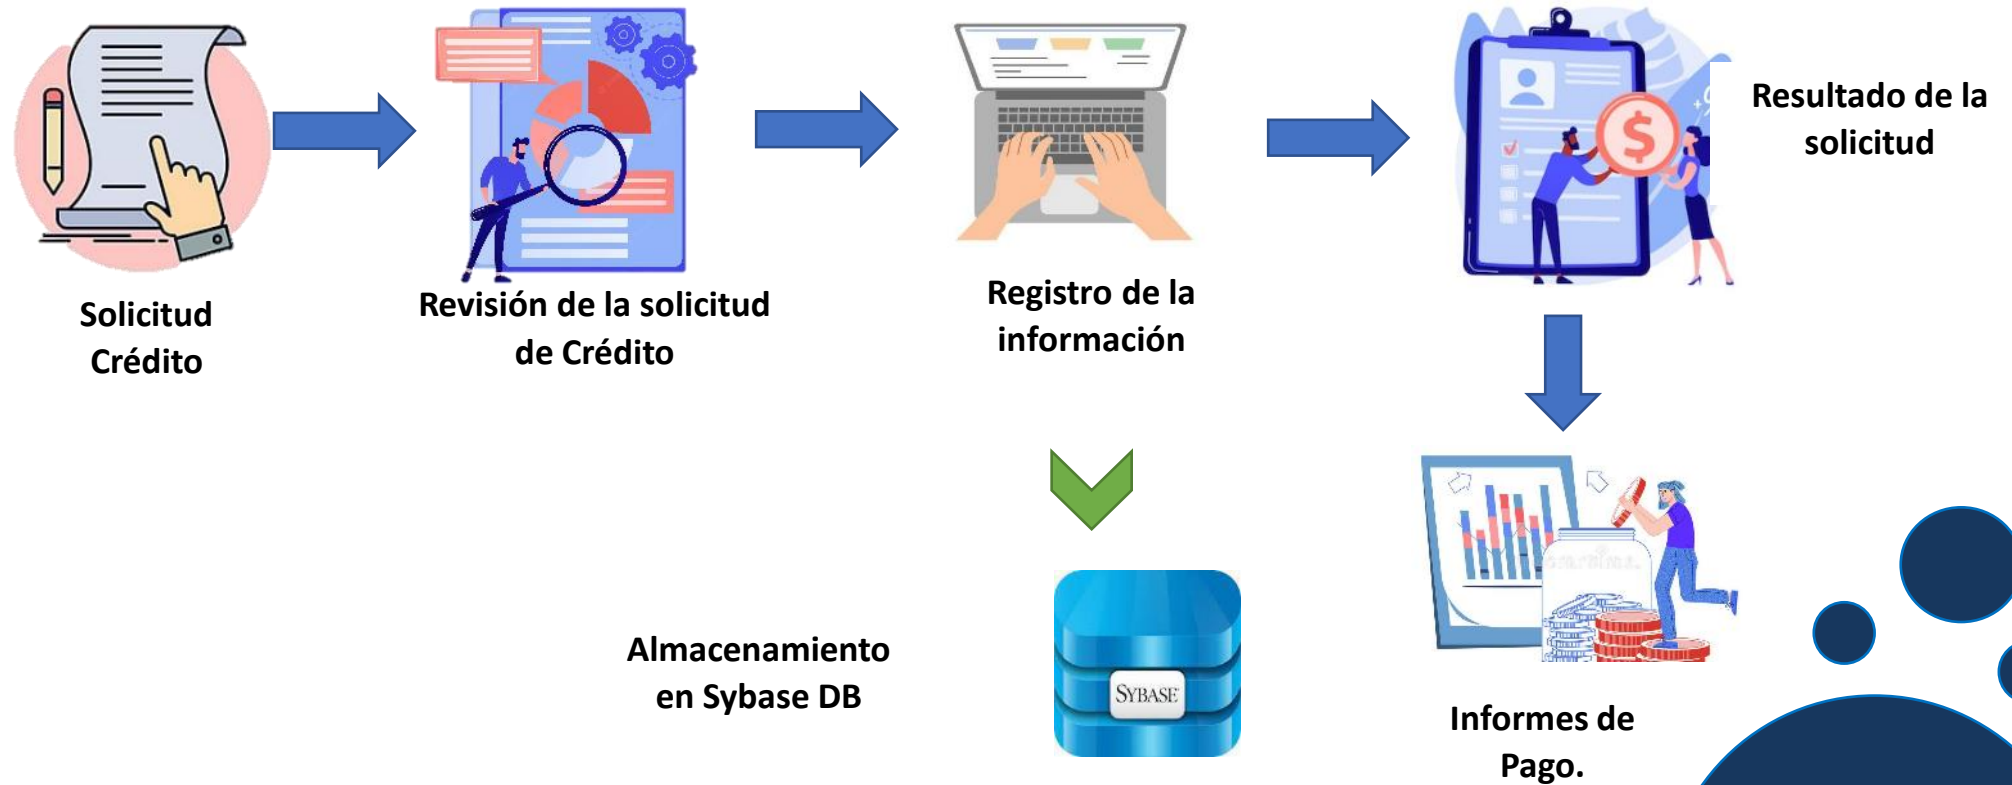 Solicitud
Crédito
Revisión de la solicitud
de Crédito
Registro de la
información
Resultado de la
solicitud
Almacenamiento
en Sybase DB
SYBASE
Informes de
Pago.